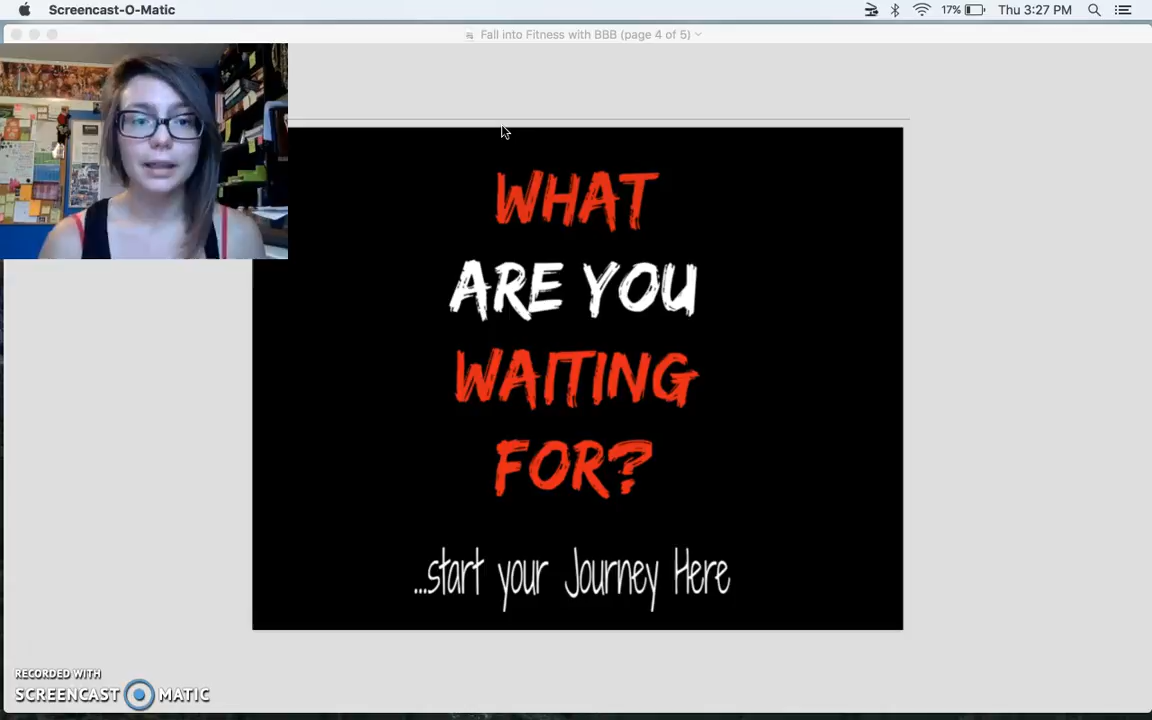 Screencast-O-Matic
17%
Thu 3:27 PM
Fall into Fitness with BBB (page 4 of 5)
WHAT
ARE YOU
WAITING
FOR?
...start your Journey Here
RECORDED WITH
SCREENCAST MATIC